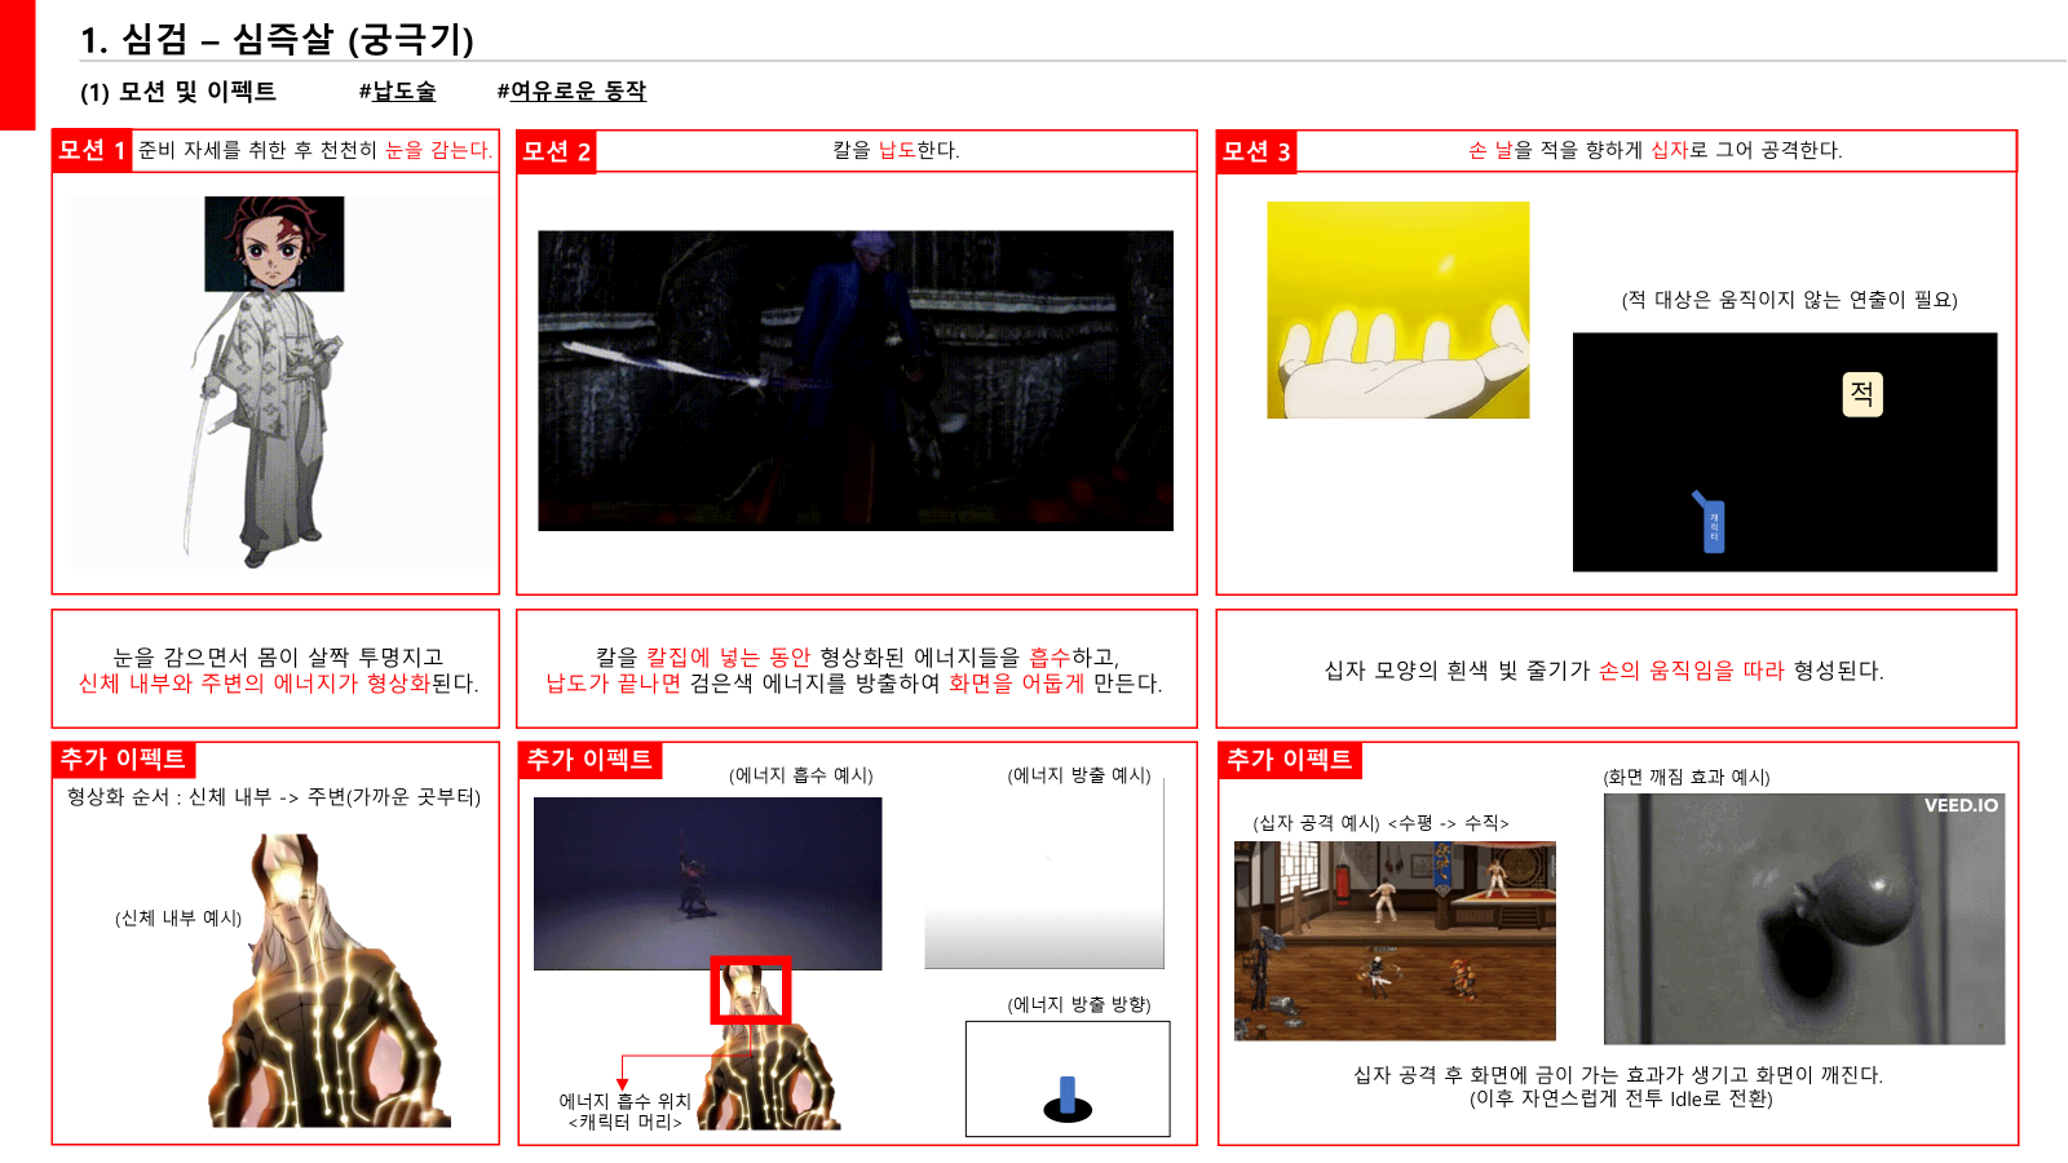 1. 심검 – 심즉살 (궁극기)
(1) 모션 및 이펙트 #납도술 #여유로운 동작
모션 1 준비 자세를 취한 후 천천히 눈을 감는다.
눈을 감으면서 몸이 살짝 투명지고
신체 내부와 주변의 에너지가 형상화된다.
추가 이펙트
형상화 순서 : 신체 내부 -> 주변(가까운 곳부터)
(신체 내부 예시)
모션 2 칼을 납도한다.
칼을 칼집에 넣는 동안 형상화된 에너지들을 흡수하고,
납도가 끝나면 검은색 에너지를 방출하여 화면을 어둡게 만든다.
추가 이펙트
(에너지 흡수 예시)
(에너지 방출 예시)
(에너지 방출 방향)
에너지 흡수 위치
<캐릭터 머리>
모션 3 손 날을 적을 향하게 십자로 그어 공격한다.
(적 대상은 움직이지 않는 연출이 필요)
적
캐릭터
십자 모양의 흰색 빛 줄기가 손의 움직임을 따라 형성된다.
추가 이펙트
(십자 공격 예시) <수평 -> 수직>
(화면 깨짐 효과 예시)
VEED.IO
십자 공격 후 화면에 금이 가는 효과가 생기고 화면이 깨진다.
(이후 자연스럽게 전투 Idle로 전환)